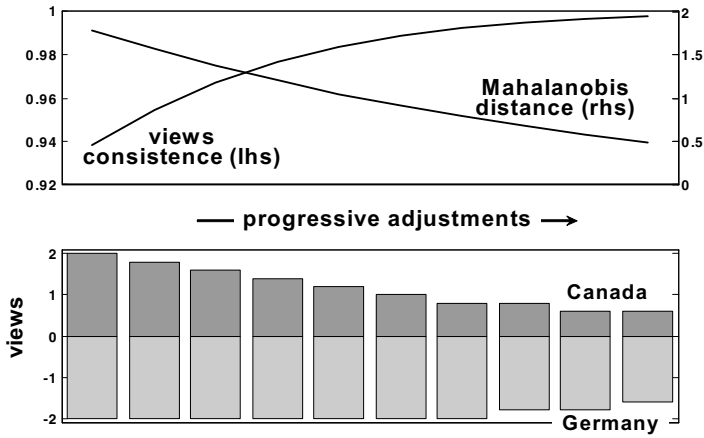 1
0.98
0.96
0.94
0.92
2
1.5
1
0.5
0
Mahalanobis
distance (rhs)
views
consistence (lhs)
progressive adjustments
views
2
1
0
-1
-2
Canada
Germany